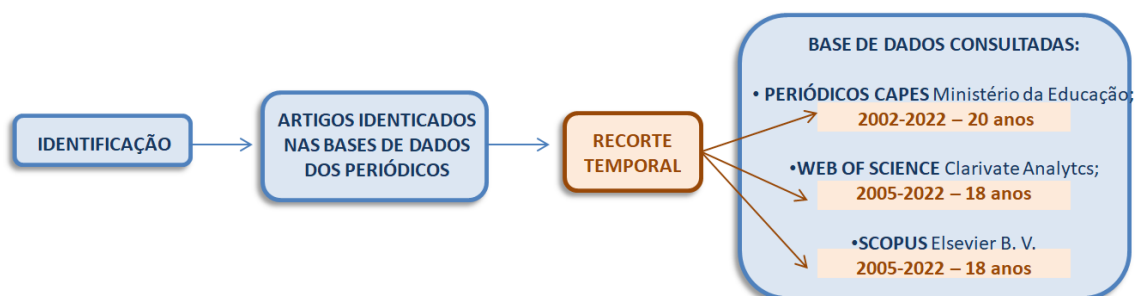 IDENTIFICAÇÃO
ARTIGOS IDENTICADOS
NAS BASES DE DADOS
DOS PERIÓDICOS
RECORTE
TEMPORAL
BASE DE DADOS CONSULTADAS:
• PERIÓDICOS CAPES Ministério da Educação;
2002-2022 – 20 anos
•WEB OF SCIENCE Clarivate Analytcs;
2005-2022 – 18 anos
•SCOPUS Elsevier B. V.
2005-2022 – 18 anos